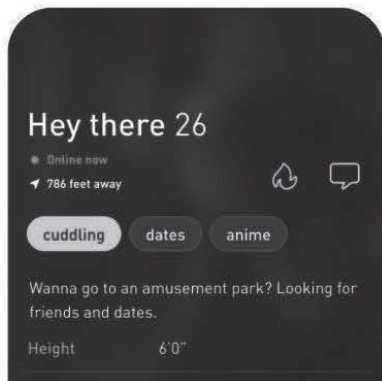 Hey there 26
Online now
786 feet away
cuddling dates anime
Wanna go to an amusement park? Looking for
friends and dates.
Height 6'0"